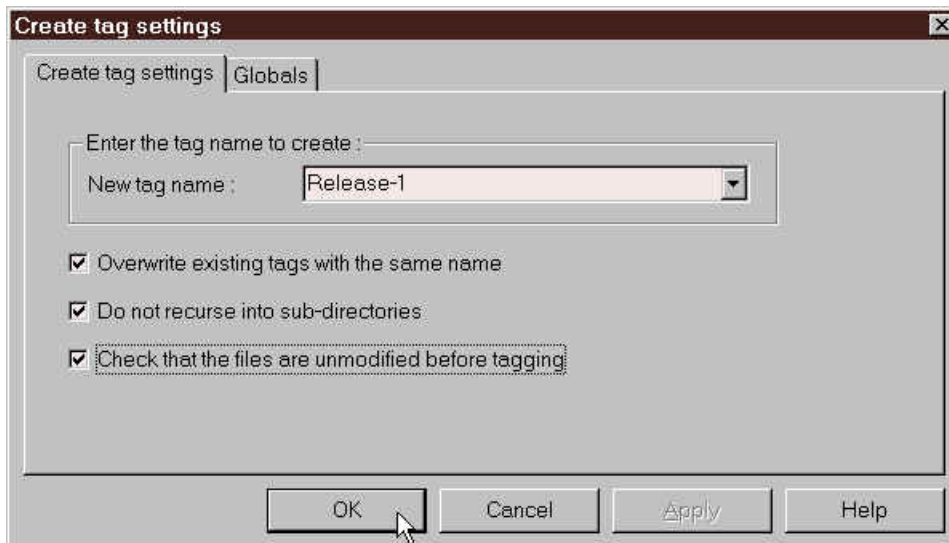 Create tag settings
Create tag settings
Globals
Enter the tag name to create :
New tag name :
Release-1
Overwrite existing tags with the same name
Do not recurse into sub-directories
Check that the files are unmodified before tagging
OK
Cancel
Apply
Help